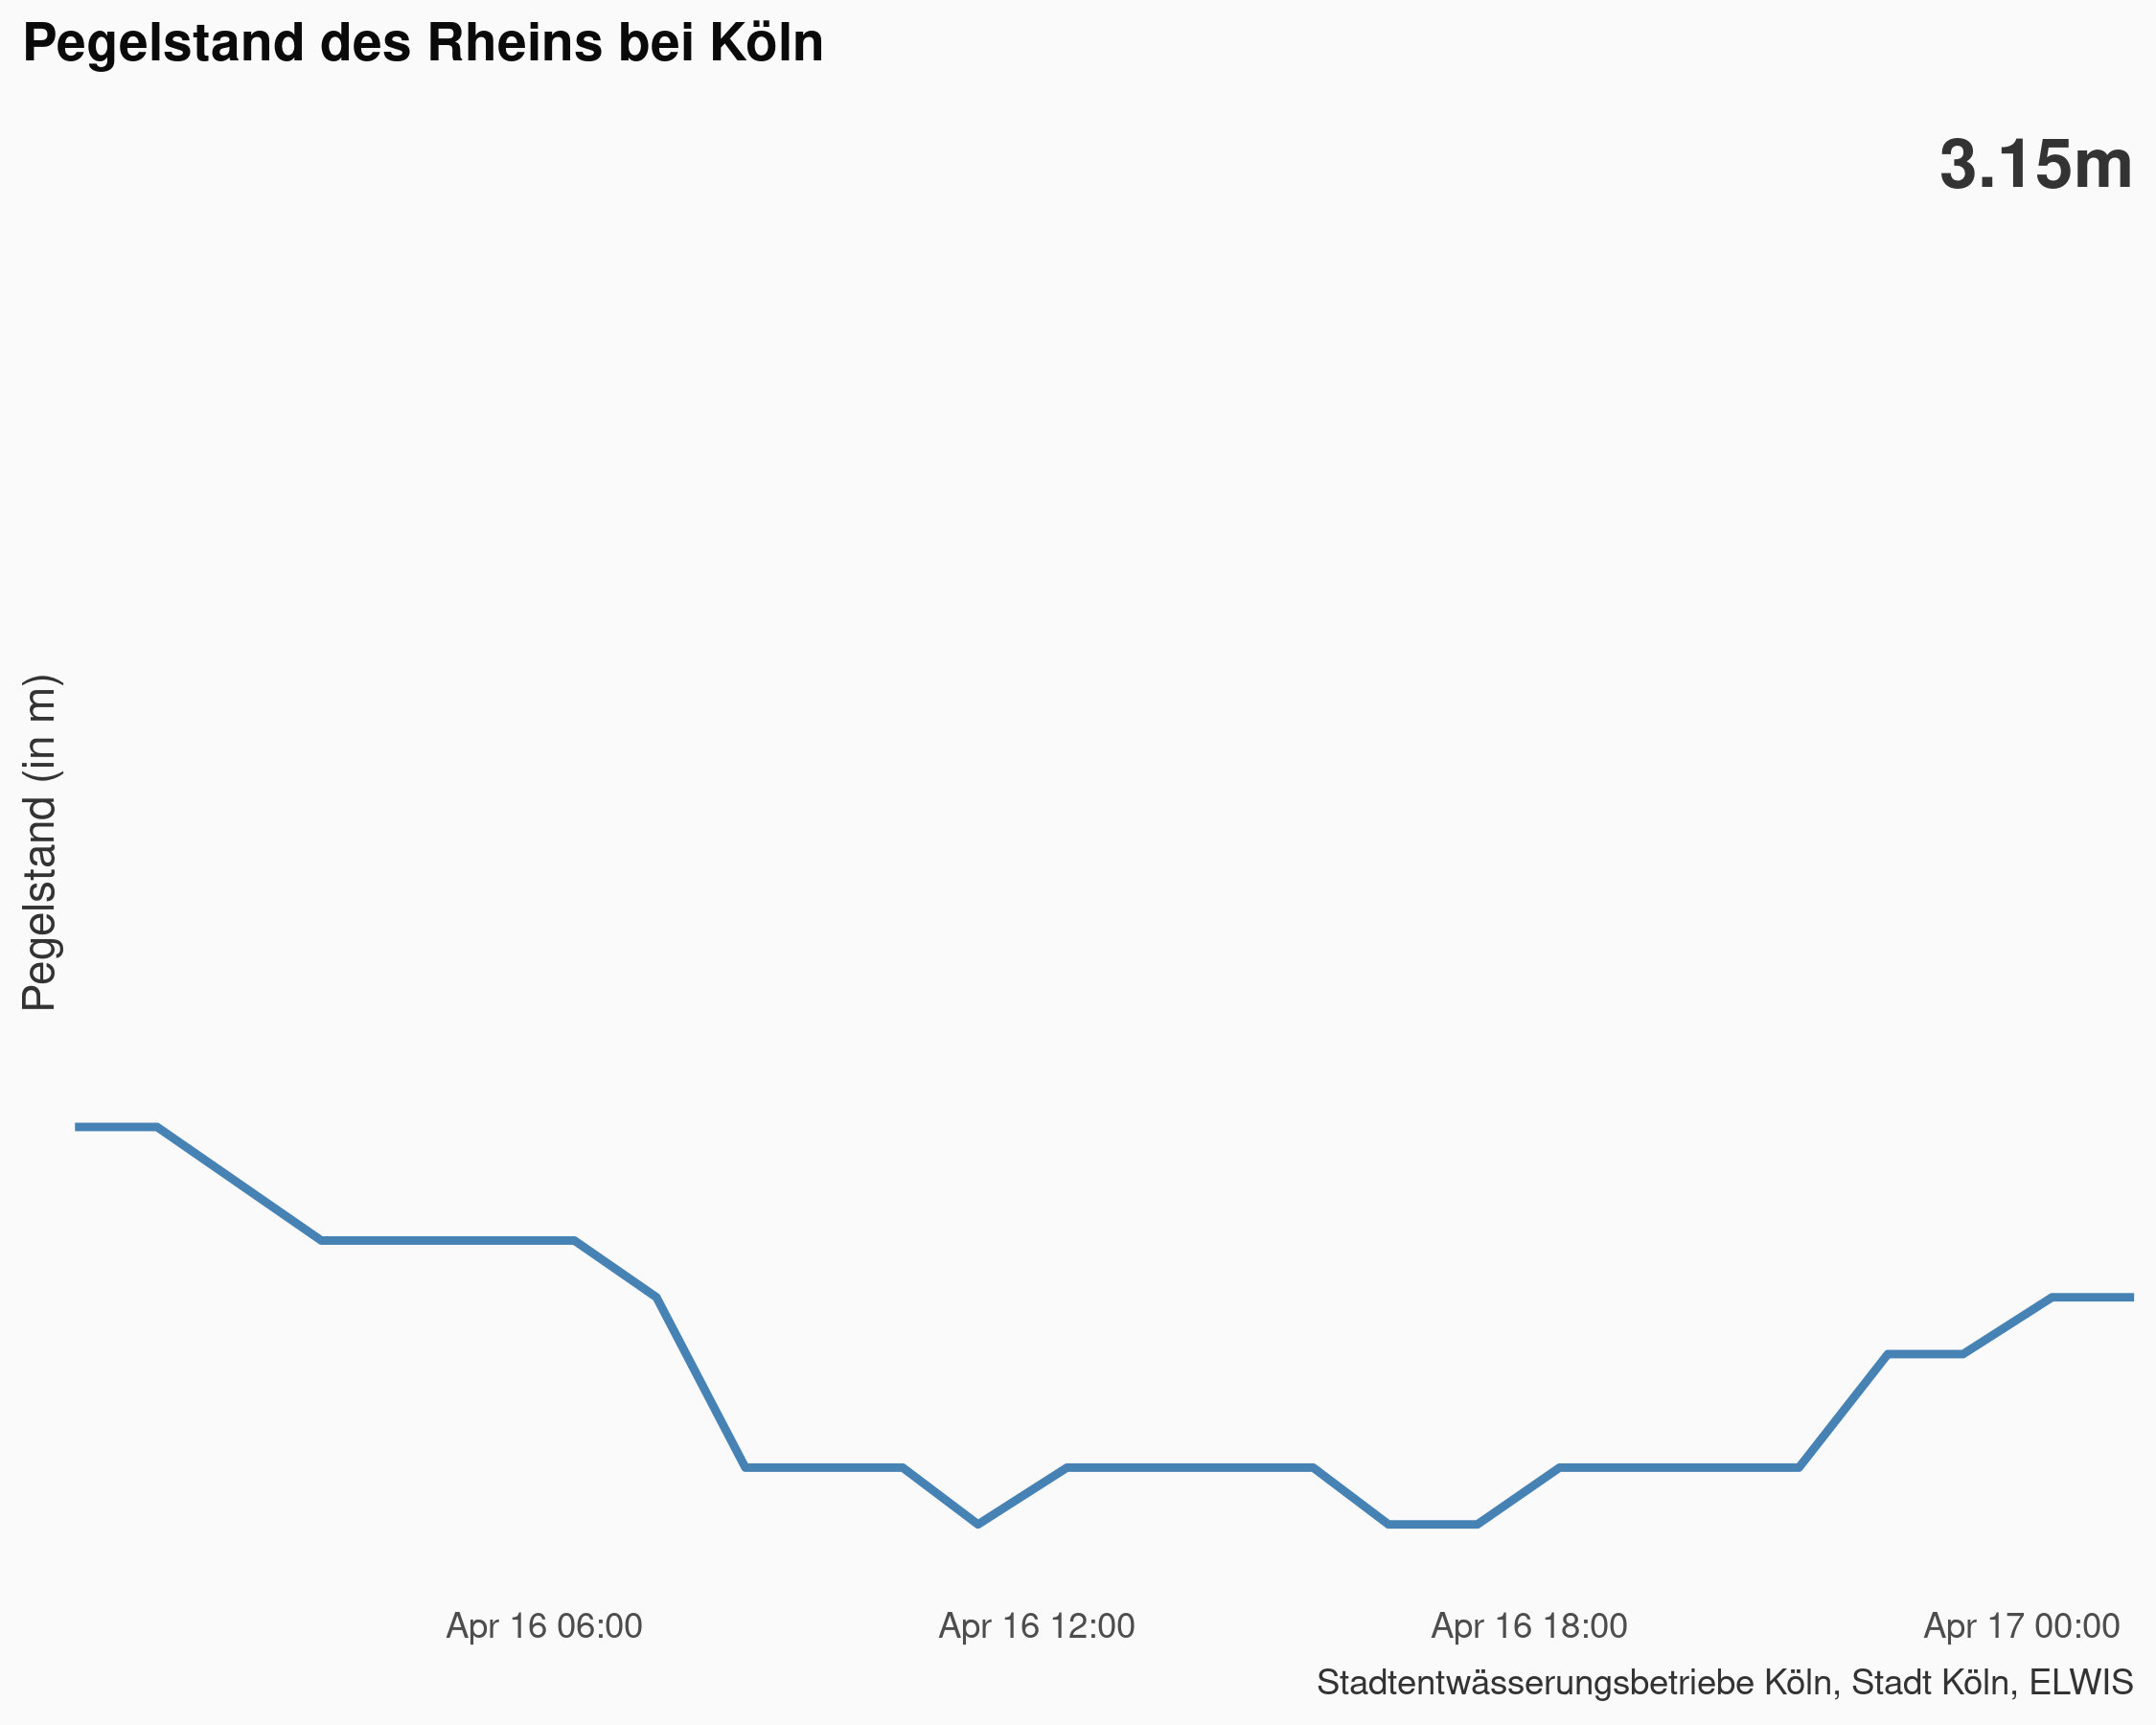 Pegelstand des Rheins bei Köln
3.15m
Pegelstand (in m)
Apr 16 06:00
Apr 16 12:00
Apr 16 18:00
Apr 17 00:00
Stadtentwässerungsbetriebe Köln, Stadt Köln, ELWIS